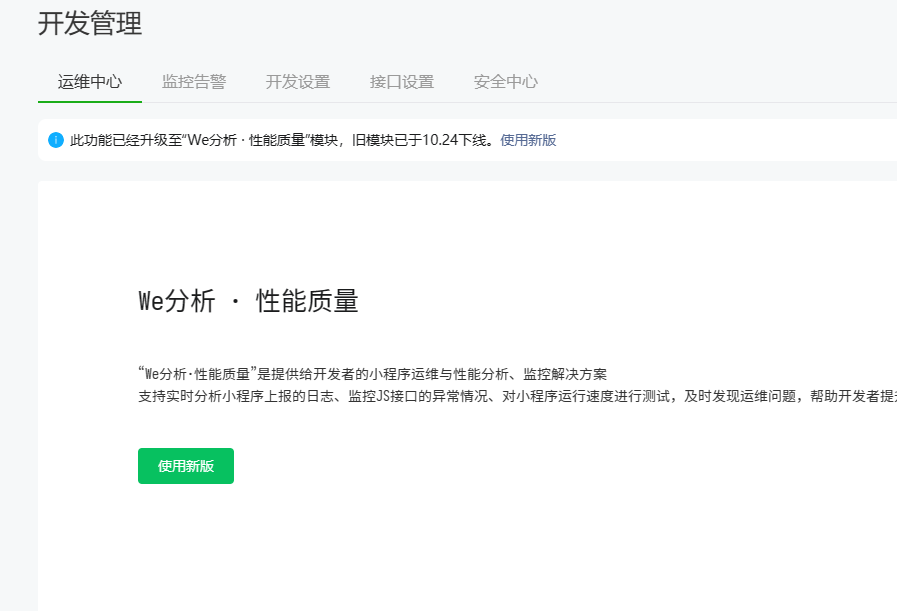 开发管理
运维中心 监控告警 开发设置 接口设置 安全中心
此功能已经升级至“We分析 · 性能质量”模块，旧模块已于10.24下线。使用新版
We分析 · 性能质量
“We分析·性能质量”是提供给开发者的小程序运维与性能分析、监控解决方案
支持实时分析小程序上报的日志、监控JS接口的异常情况、对小程序运行速度进行测试，及时发现运维问题，帮助开发者提
使用新版